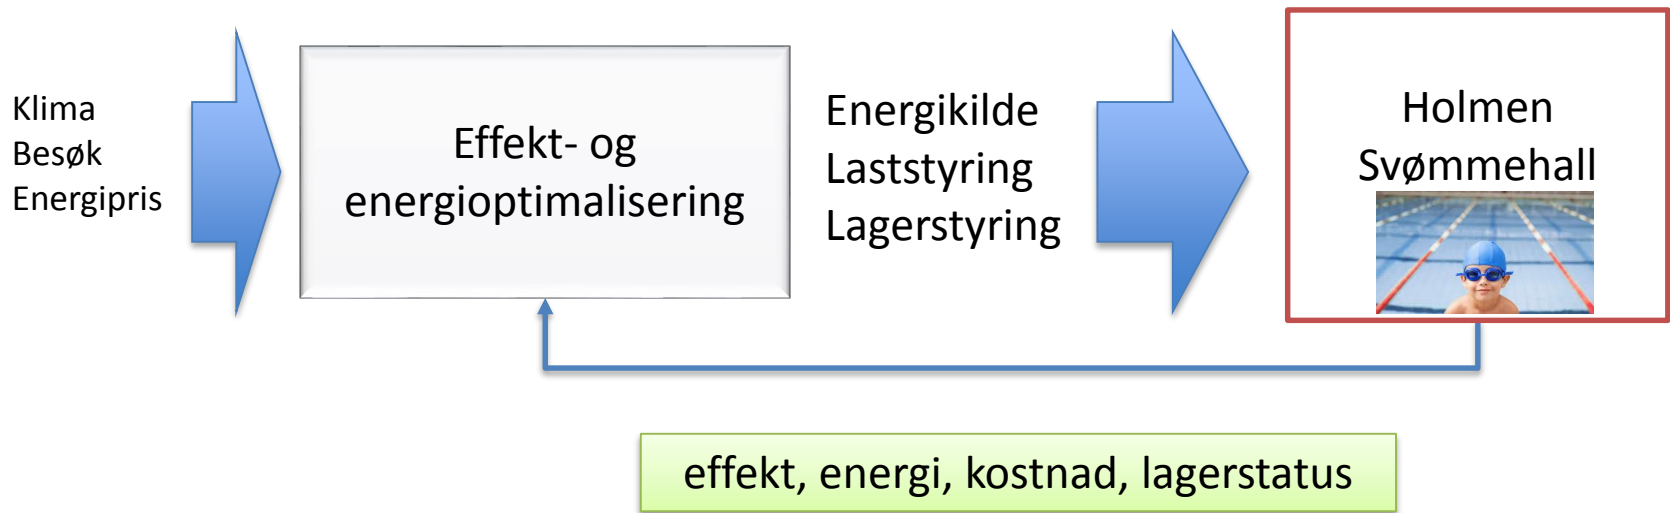 Klima
Besøk
Energipris
Effekt- og
energioptimalisering
Energikilde
Laststyring
Lagerstyring
Holmen
Svømmehall
effekt, energi, kostnad, lagerstatus